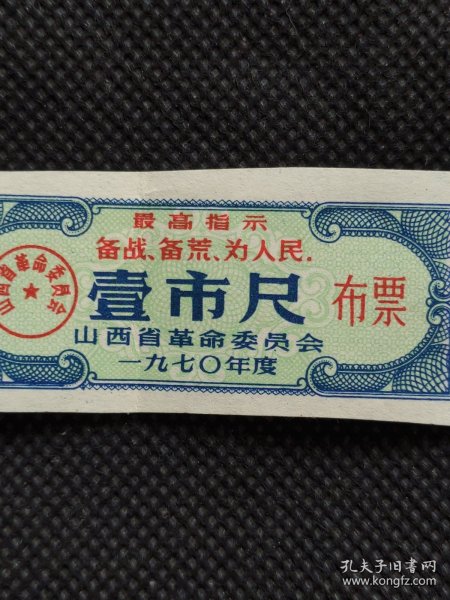 最高指示
备战、备荒、为人民.
壹市尺
布票
山西省革命委员会
一九七〇年度
山西省革命委员会
孔夫子旧书网
www.kongfz.com